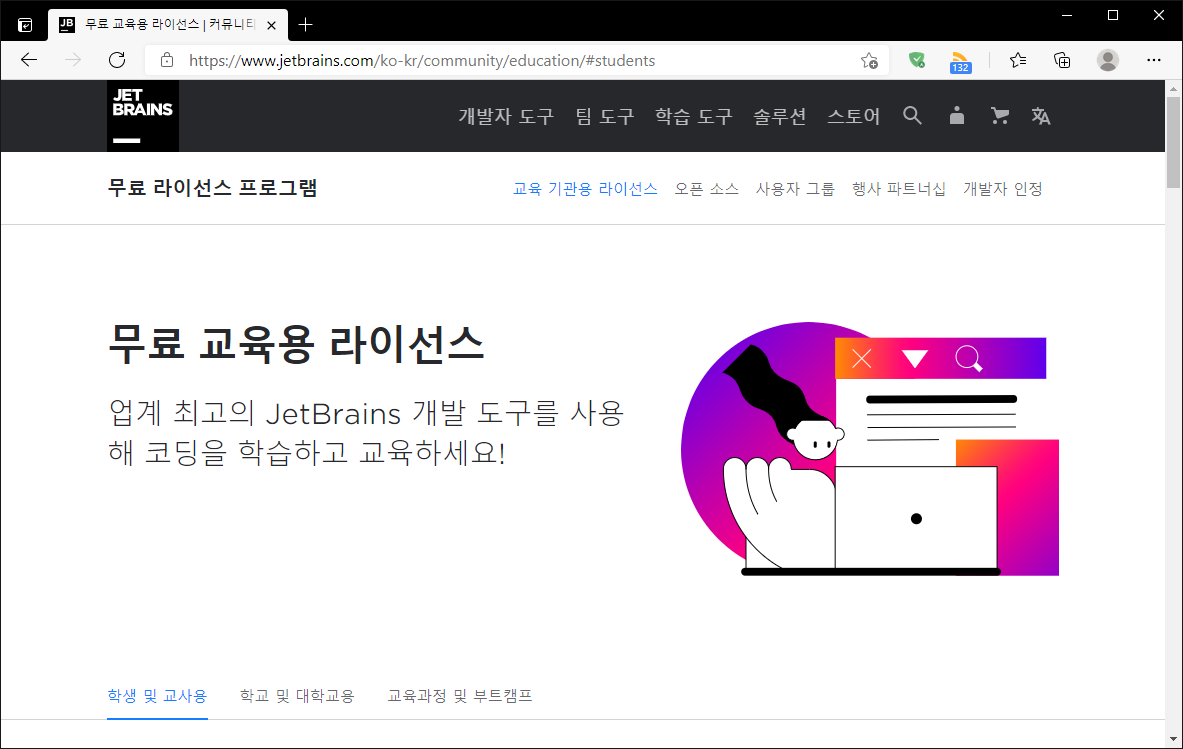 무료 교육용 라이선스 | 커뮤니티
https://www.jetbrains.com/ko-kr/community/education/#students
132
JET
BRAINS
개발자 도구 팀 도구 학습 도구 솔루션 스토어
무료 라이선스 프로그램
교육 기관용 라이선스 오픈 소스 사용자 그룹 행사 파트너십 개발자 인정
무료 교육용 라이선스
업계 최고의 JetBrains 개발 도구를 사용
해 코딩을 학습하고 교육하세요!
학생 및 교사용 학교 및 대학교용 교육과정 및 부트캠프